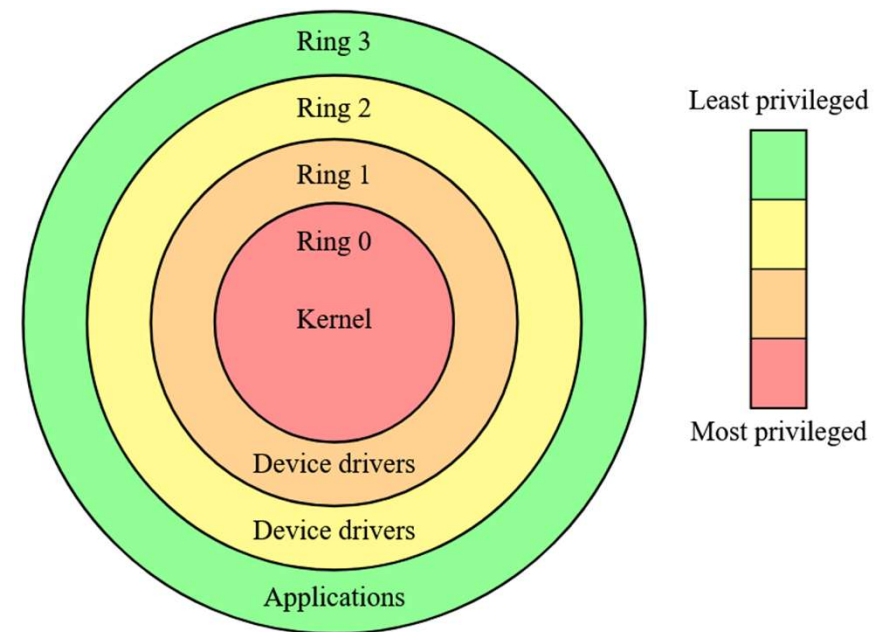 Ring 3
Ring 2
Ring 1
Ring 0
Kernel
Device drivers
Device drivers
Applications
Least privileged
Most privileged